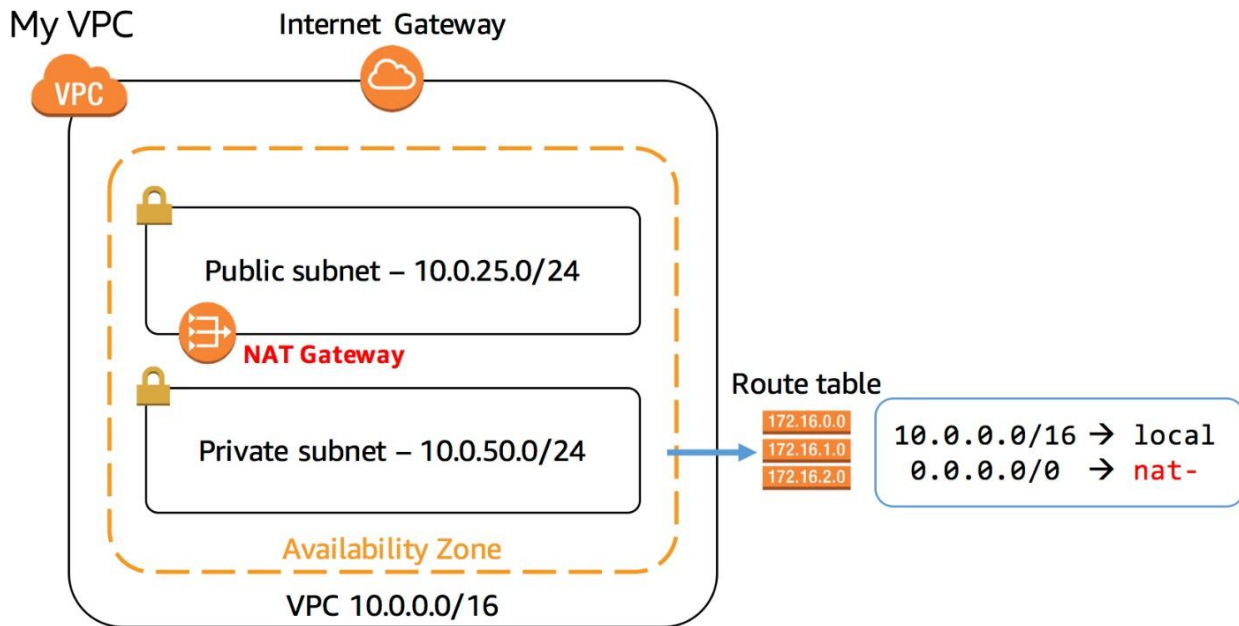 My VPC
Internet Gateway
VPC
Public subnet – 10.0.25.0/24
NAT Gateway
Private subnet – 10.0.50.0/24
Route table
172.16.0.0
172.16.1.0
172.16.2.0
10.0.0.0/16 → local
0.0.0.0/0 → nat-
Availability Zone
VPC 10.0.0.0/16